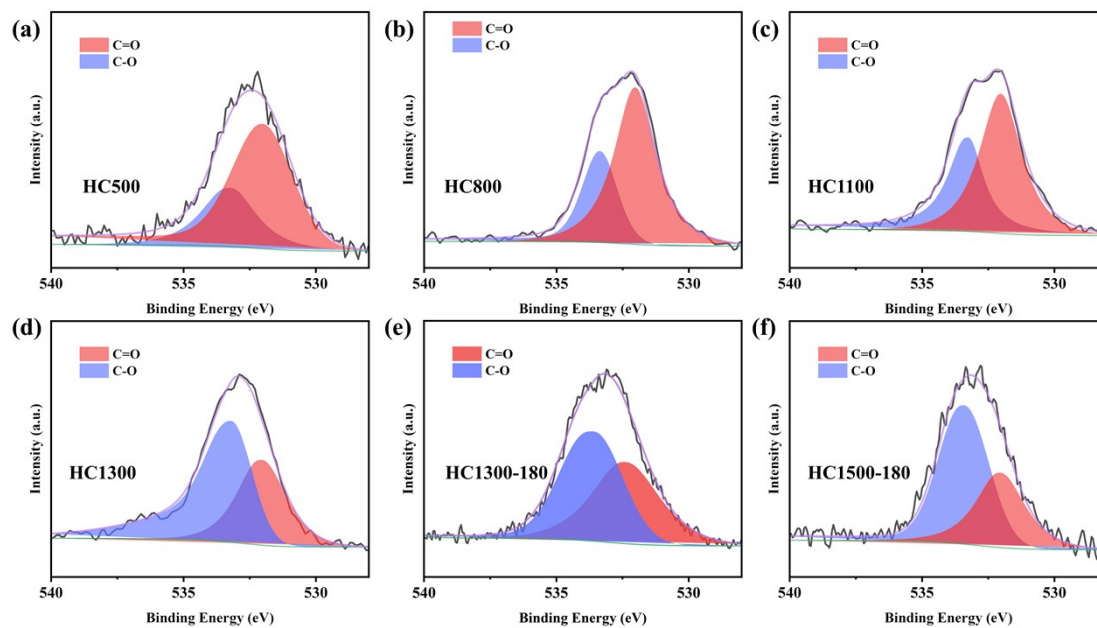 (a)
C=O
C-O
HC500
Intensity (a.u.)
540 535 530
Binding Energy (eV)
(b)
C=O
C-O
HC800
Intensity (a.u.)
540 535 530
Binding Energy (eV)
(c)
C=O
C-O
HC1100
Intensity (a.u.)
540 535 530
Binding Energy (eV)
(d)
C=O
C-O
HC1300
Intensity (a.u.)
540 535 530
Binding Energy (eV)
(e)
C=O
C-O
HC1300-180
Intensity (a.u.)
540 535 530
Binding Energy (eV)
(f)
C=O
C-O
HC1500-180
Intensity (a.u.)
540 535 530
Binding Energy (eV)